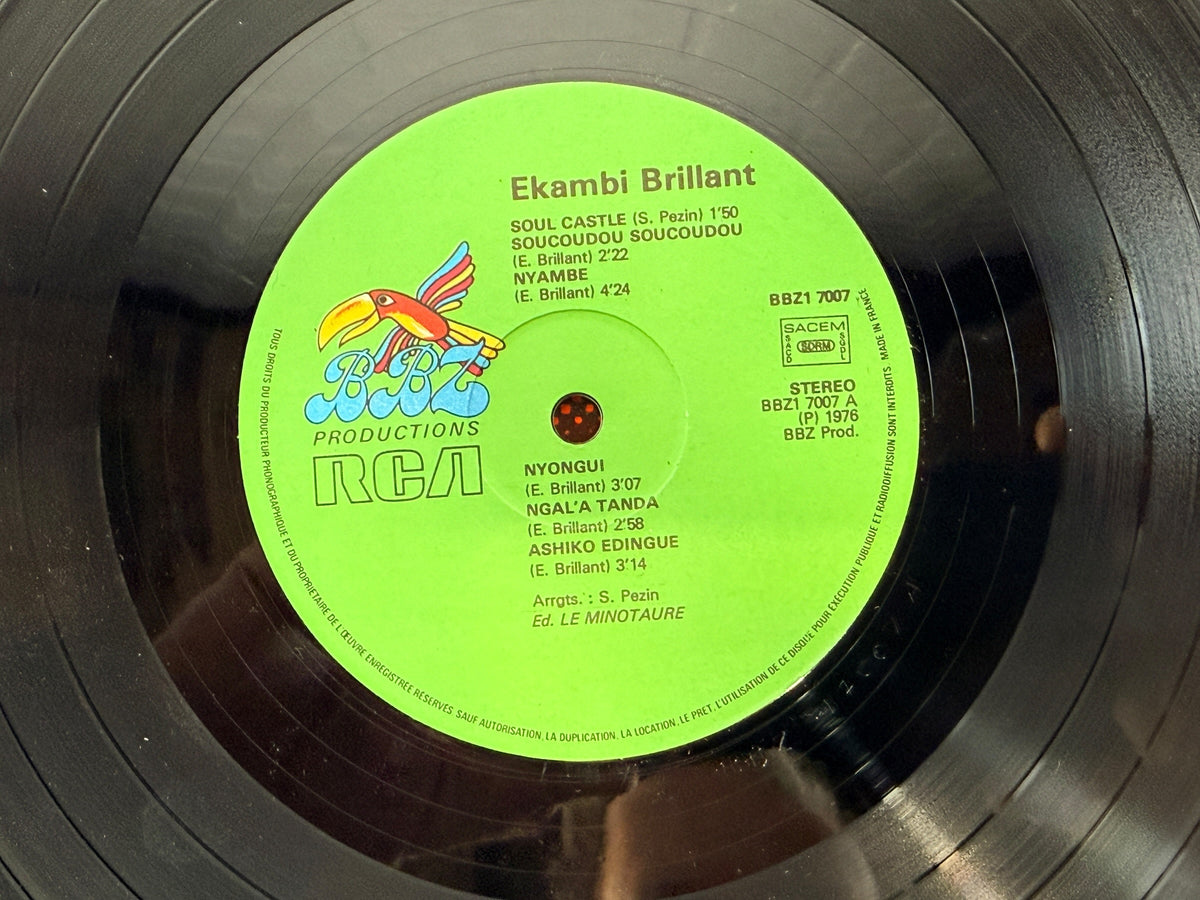 Ekambi Brillant
SOUL CASTLE (S. Pezin) 1'50
SOUCOUDOU SOUCOUDOU
(E. Brillant) 2'22
NYAMBE
(E. Brillant) 4'24
BBZ
PRODUCTIONS
RCA
BBZ1 7007
SACEM
SACD
SDRM
SGDL
STEREO
BBZ1 7007 A
(P) 1976
BBZ Prod.
NYONGUI
(E. Brillant) 3'07
NGAL'A TANDA
(E. Brillant) 2'58
ASHIKO EDINGUE
(E. Brillant) 3'14
Arrgts. : S. Pezin
Ed. LE MINOTAURE
TOUS DROITS DU PRODUCTEUR PHONOGRAPHIQUE ET DU PROPRIETAIRE DE L'ŒUVRE ENREGISTREE RESERVES SAUF AUTORISATION, LA DUPLICATION, LA LOCATION, LE PRET, L'UTILISATION DE CE DISQUE POUR EXECUTION PUBLIQUE ET RADIODIFFUSION SONT INTERDITS MADE IN FRANCE